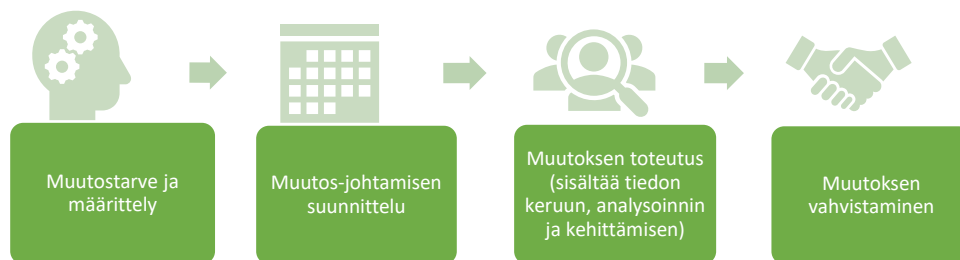 Muutostarve ja
määrittely
Muutos-johtamisen
suunnittelu
Muutoksen toteutus
(sisältää tiedon
keruun, analysoinnin
ja kehittämisen)
Muutoksen
vahvistaminen